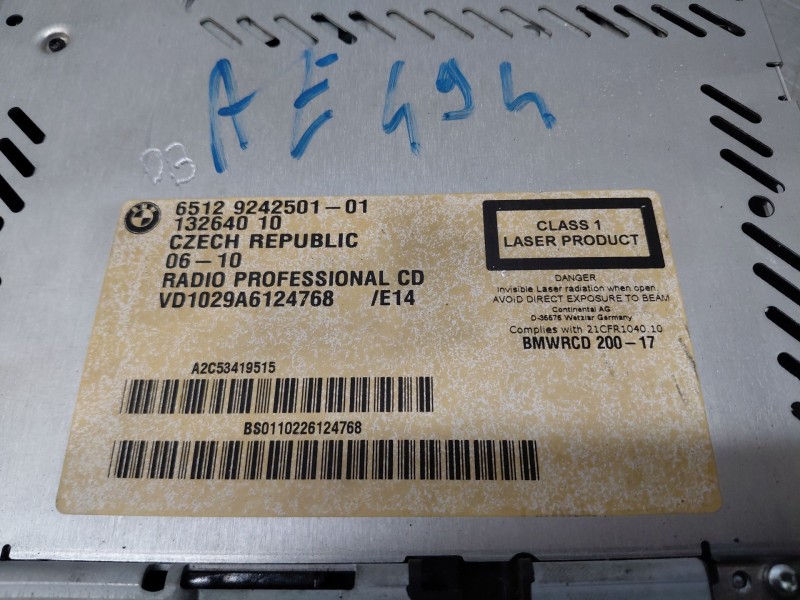 AE494
03
BMW
6512 9242501-01
132640 10
CZECH REPUBLIC
06-10
RADIO PROFESSIONAL CD
VD1029A6124768 /E14
CLASS 1
LASER PRODUCT
DANGER
Invisible Laser radiation when open.
AVOID DIRECT EXPOSURE TO BEAM
Continental AG
D-35576 Wetzlar Germany
Complies with 21CFR1040.10
BMWRCD 200-17
A2C53419515
BS0110226124768